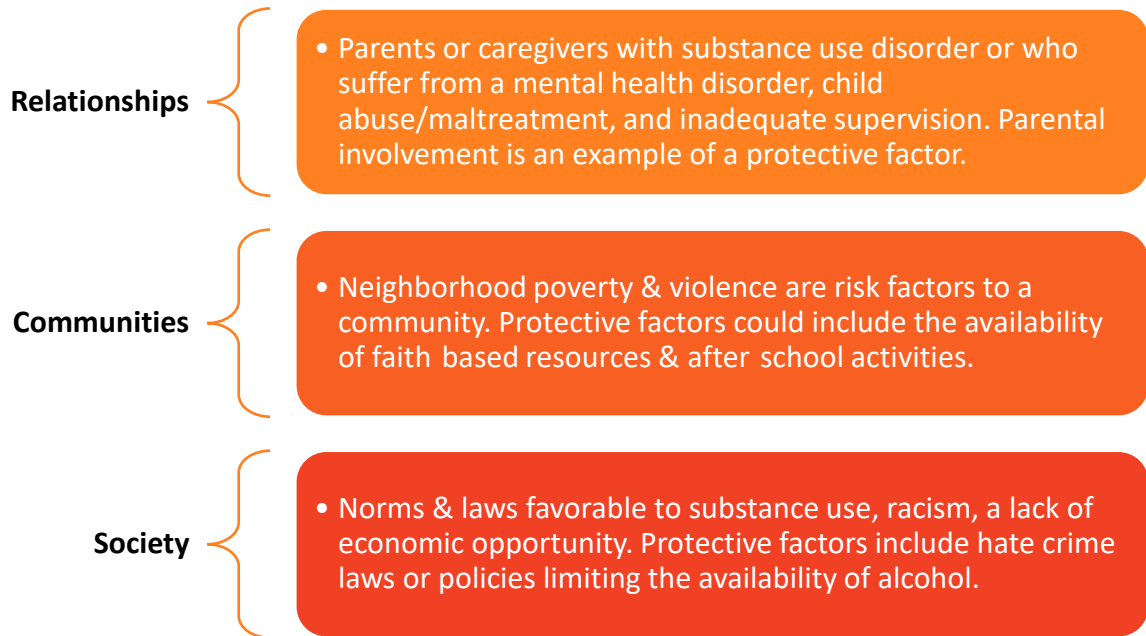 Relationships
• Parents or caregivers with substance use disorder or who
suffer from a mental health disorder, child
abuse/maltreatment, and inadequate supervision. Parental
involvement is an example of a protective factor.
Communities
• Neighborhood poverty & violence are risk factors to a
community. Protective factors could include the availability
of faith based resources & after school activities.
Society
• Norms & laws favorable to substance use, racism, a lack of
economic opportunity. Protective factors include hate crime
laws or policies limiting the availability of alcohol.